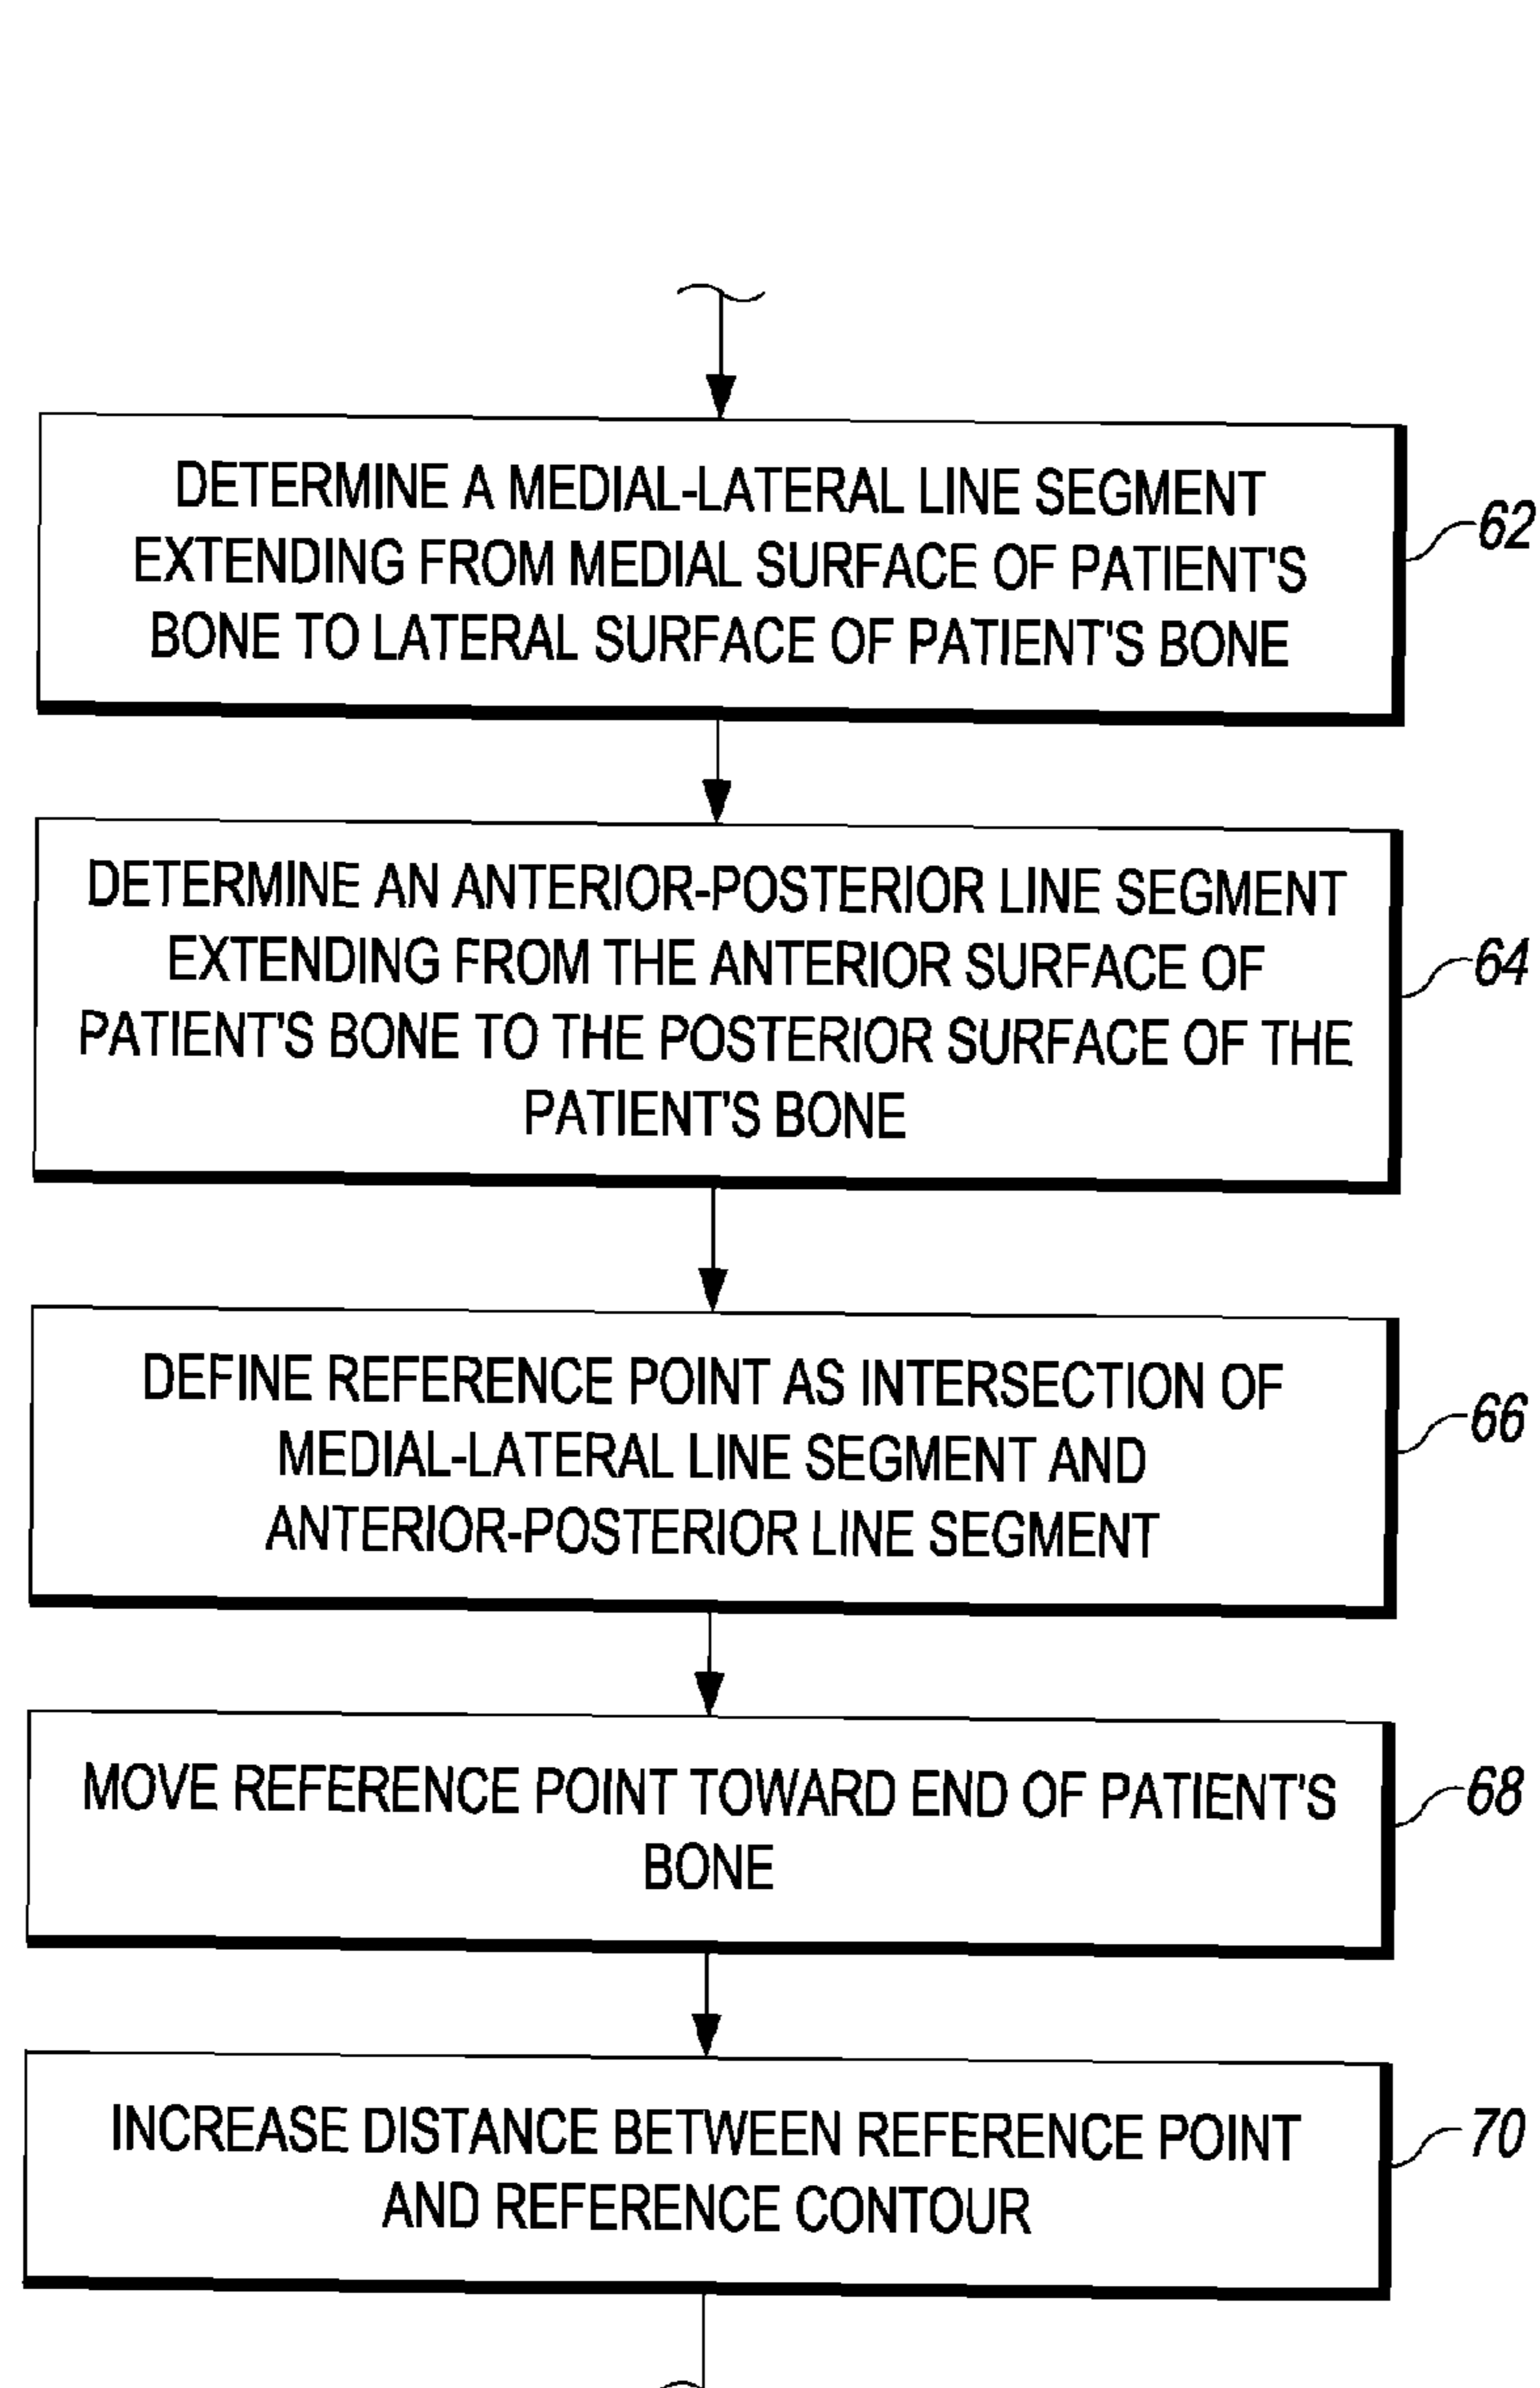 DETERMINE A MEDIAL-LATERAL LINE SEGMENT
EXTENDING FROM MEDIAL SURFACE OF PATIENT'S
BONE TO LATERAL SURFACE OF PATIENT'S BONE
62
DETERMINE AN ANTERIOR-POSTERIOR LINE SEGMENT
EXTENDING FROM THE ANTERIOR SURFACE OF
PATIENT'S BONE TO THE POSTERIOR SURFACE OF THE
PATIENT'S BONE
64
DEFINE REFERENCE POINT AS INTERSECTION OF
MEDIAL-LATERAL LINE SEGMENT AND
ANTERIOR-POSTERIOR LINE SEGMENT
66
MOVE REFERENCE POINT TOWARD END OF PATIENT'S
BONE
68
INCREASE DISTANCE BETWEEN REFERENCE POINT
AND REFERENCE CONTOUR
70